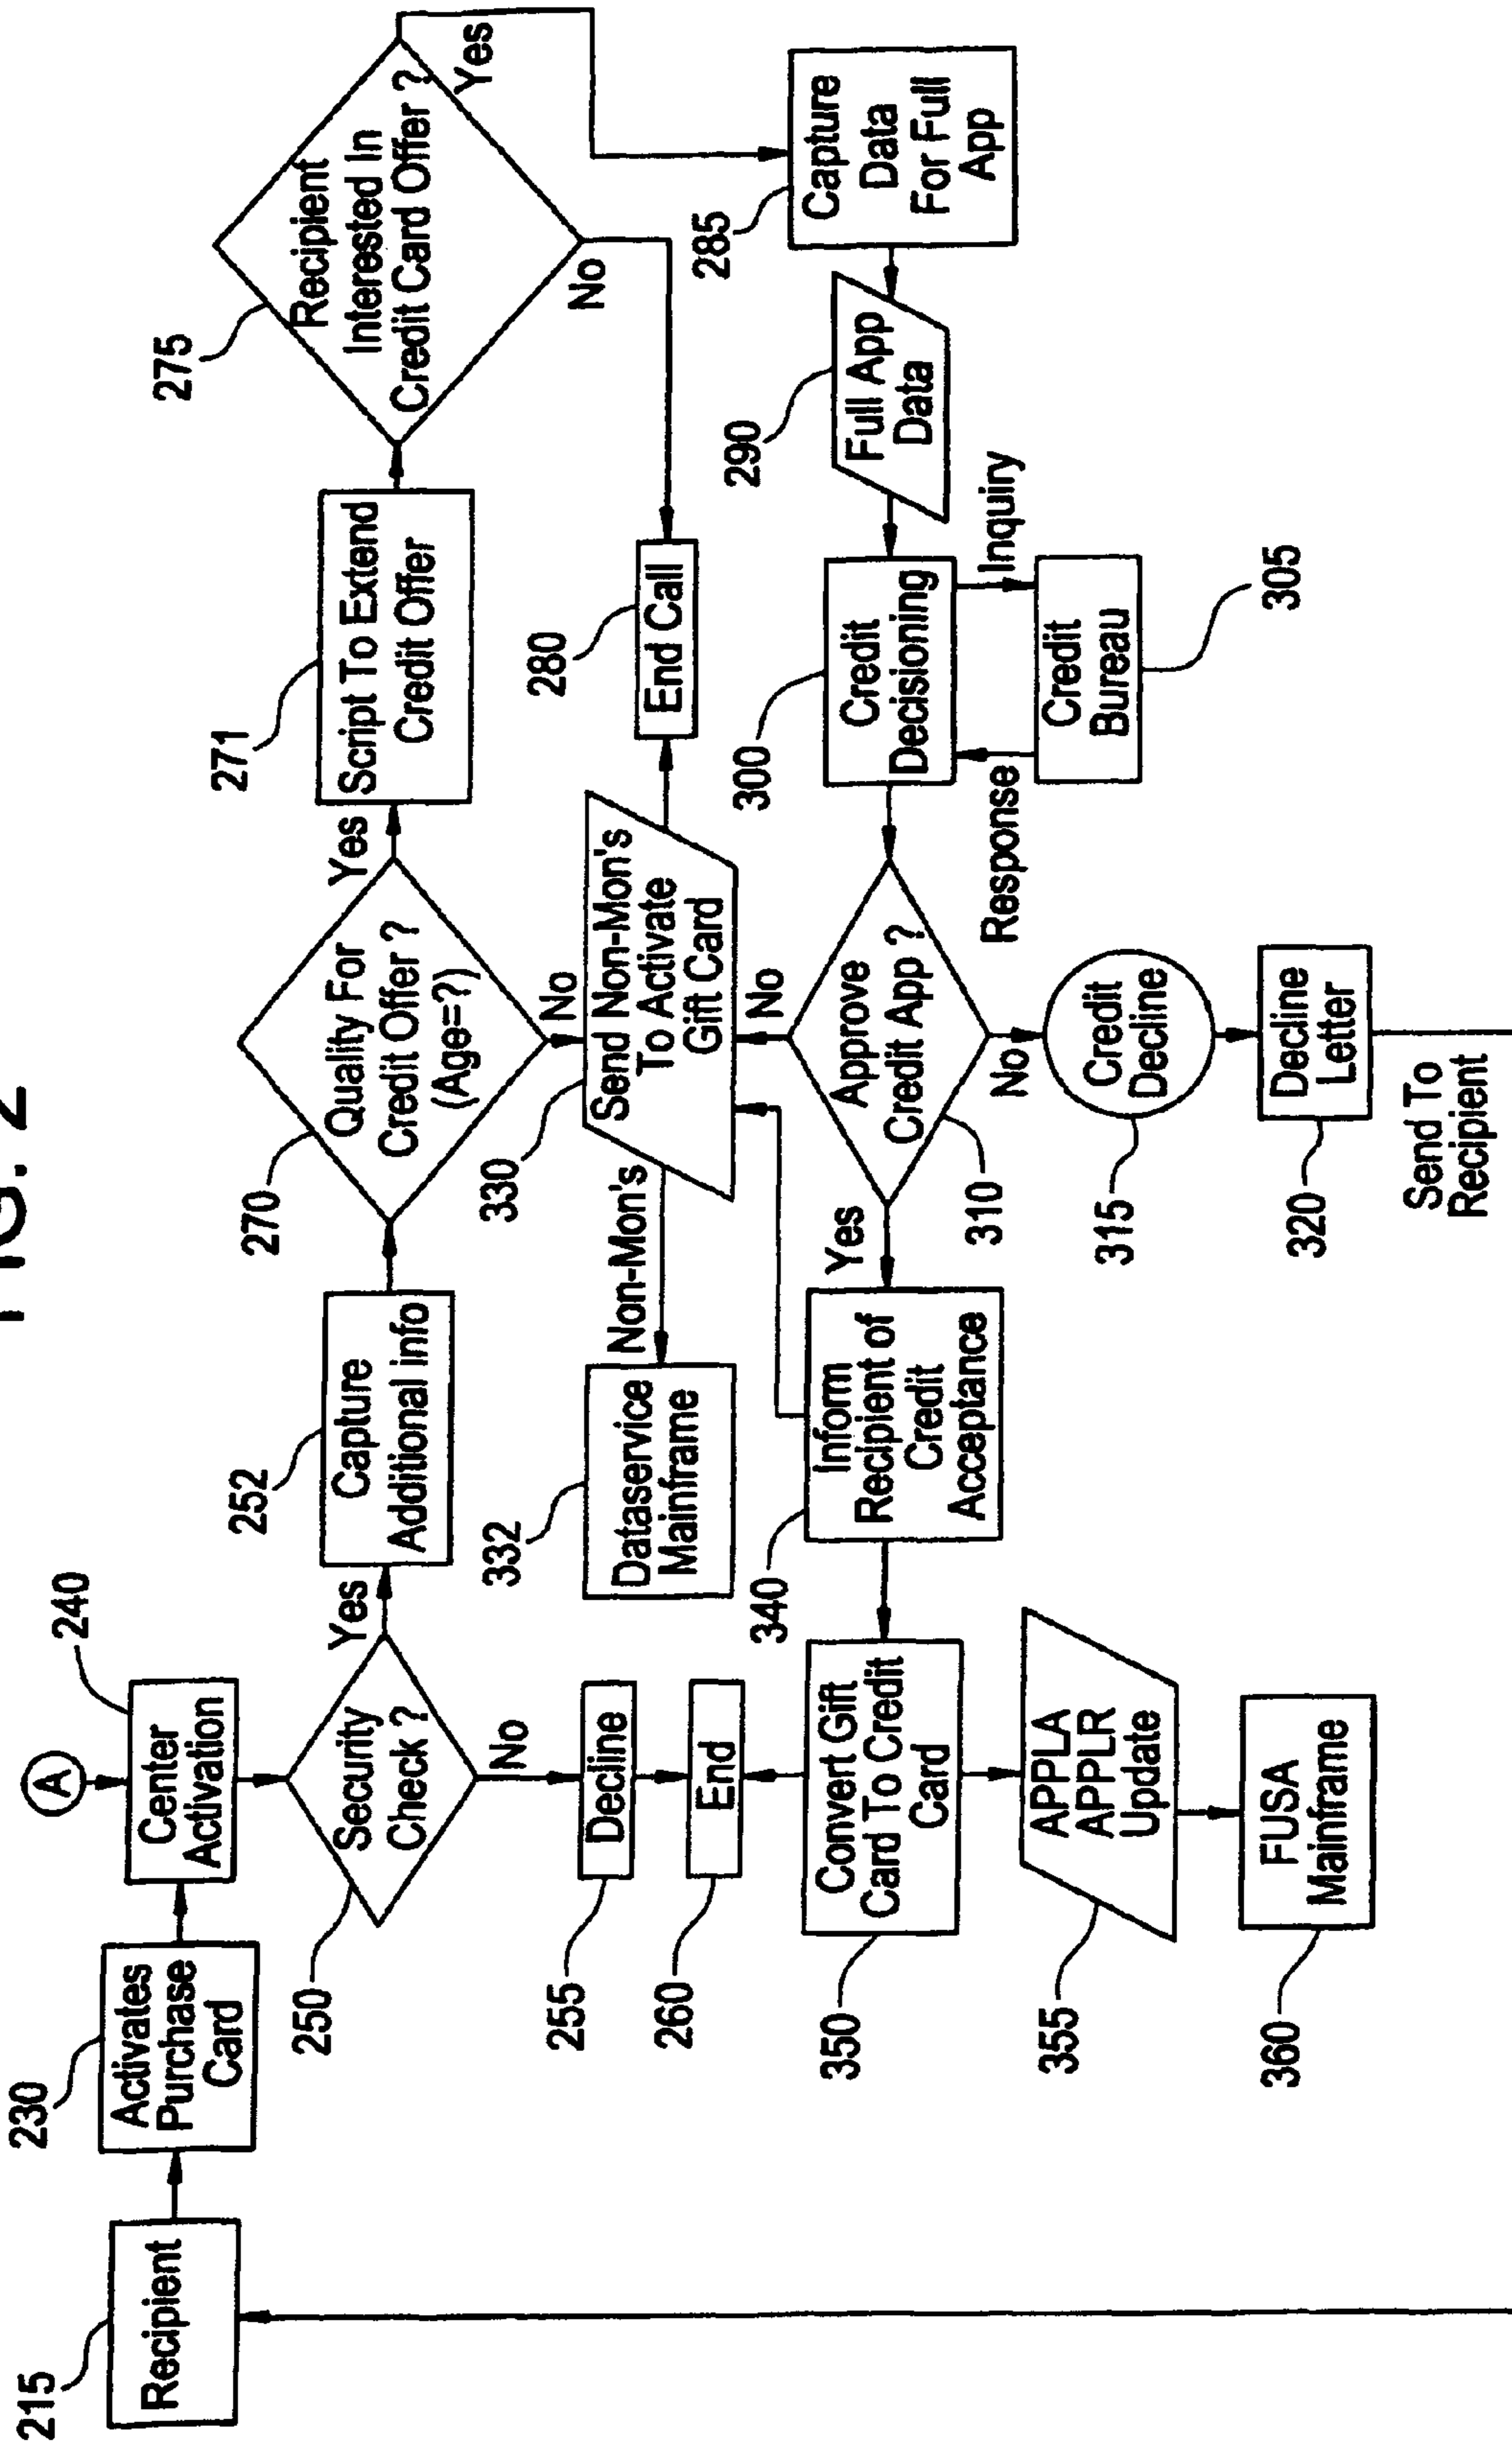 FIG. 2
A
240
Center
Activation
230
Activates
Purchase
Card
215
Recipient
250
Security
Check ?
Yes
No
252
Capture
Additional info
270
Quality For
Credit Offer ?
(Age=?)
Yes
No
271
Script To Extend
Credit Offer
275
Recipient
Interested In
Credit Card Offer ?
Yes
No
255
Decline
260
End
332
Dataservice
Mainframe
Non-Mon's
330
Send Non-Mon's
To Activate
Gift Card
280
End Call
285
Capture
Data
For Full
App
290
Full App
Data
300
Credit
Decisioning
Inquiry
Response
Credit
Bureau
305
310
Approve
Credit App ?
No
Yes
No
340
Inform
Recipient of
Credit
Acceptance
350
Convert Gift
Card To Credit
Card
355
APPLA
APPLR
Update
360
FUSA
Mainframe
315
Credit
Decline
320
Decline
Letter
Send To
Recipient